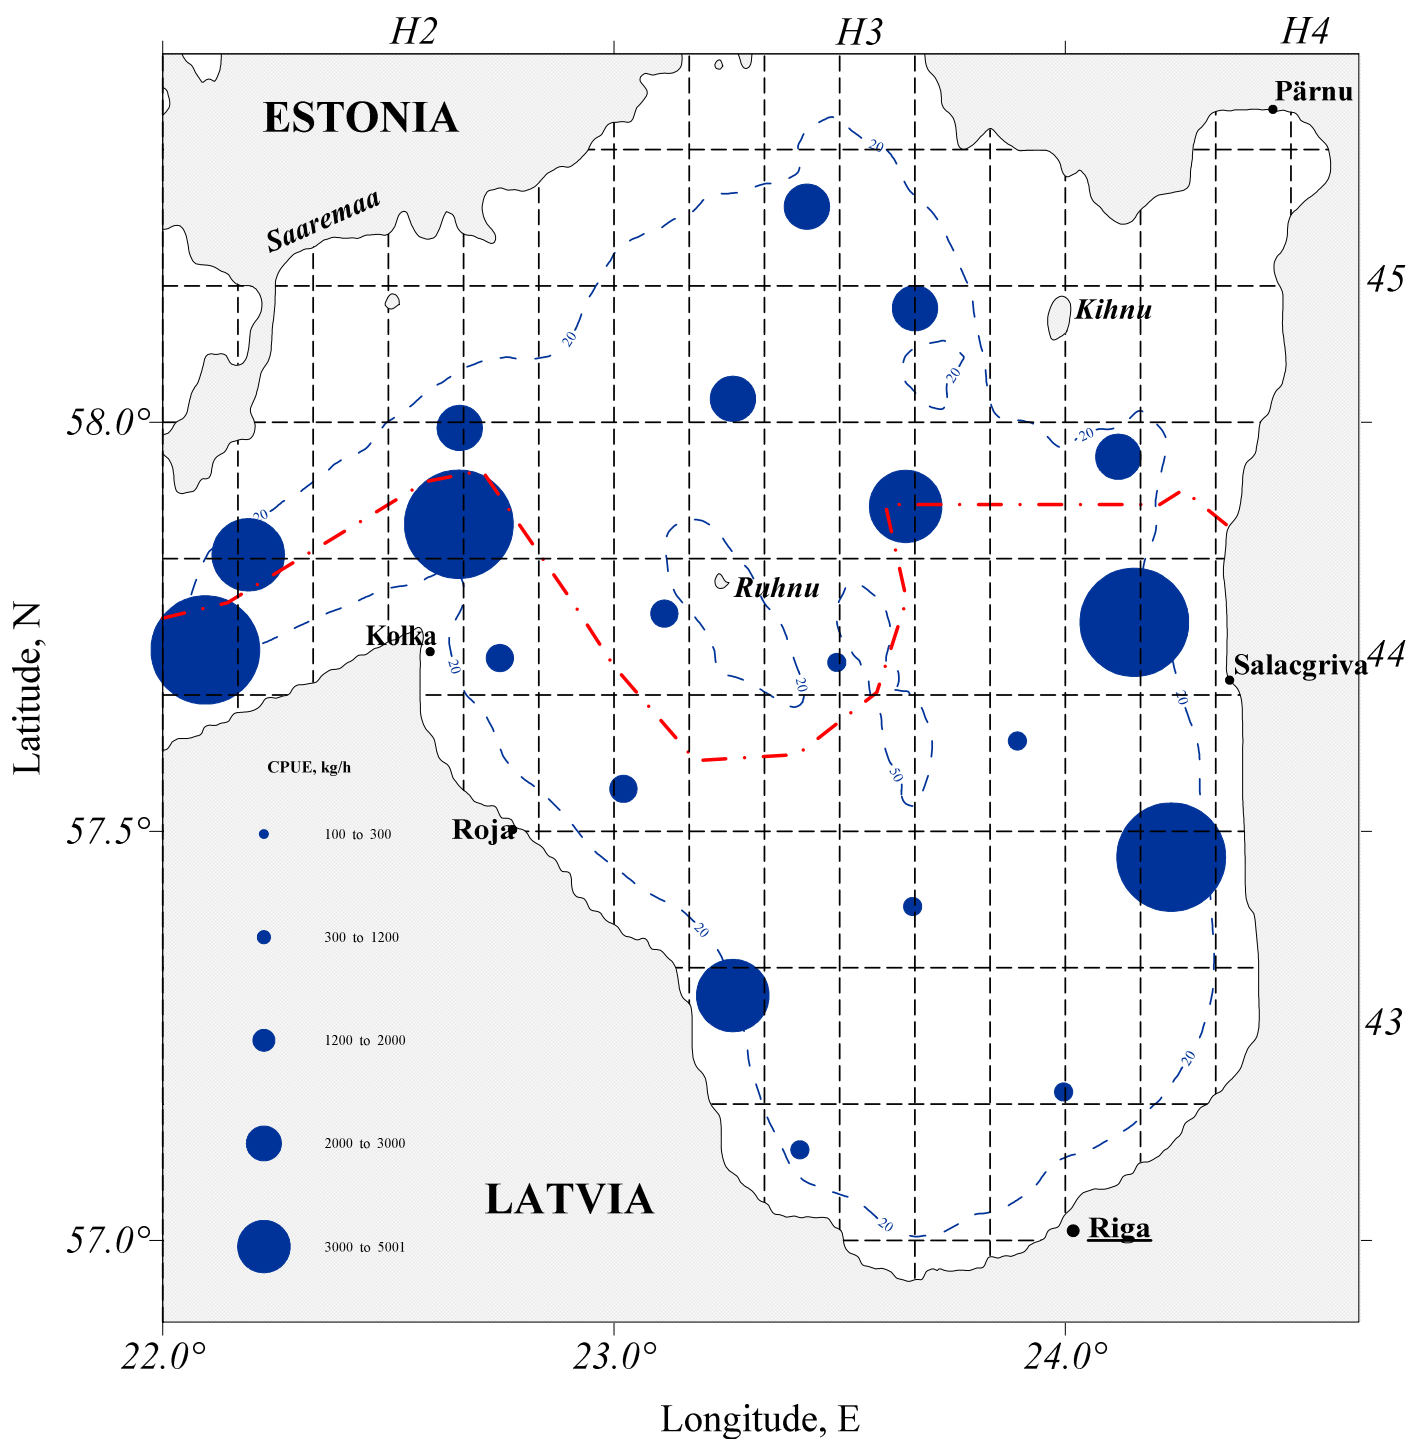 H2
H3
H4
Pärnu
ESTONIA
20
Saaremaa
45
Kihnu
20
20
58.0°
20
20
Ruhnu
Kolka
44
Salacgriva
20
20
20
CPUE, kg/h
50
57.5°
Roja
100 to 300
20
300 to 1200
43
1200 to 2000
20
2000 to 3000
LATVIA
20
Riga
57.0°
3000 to 5001
22.0°
23.0°
24.0°
Latitude, N
Longitude, E